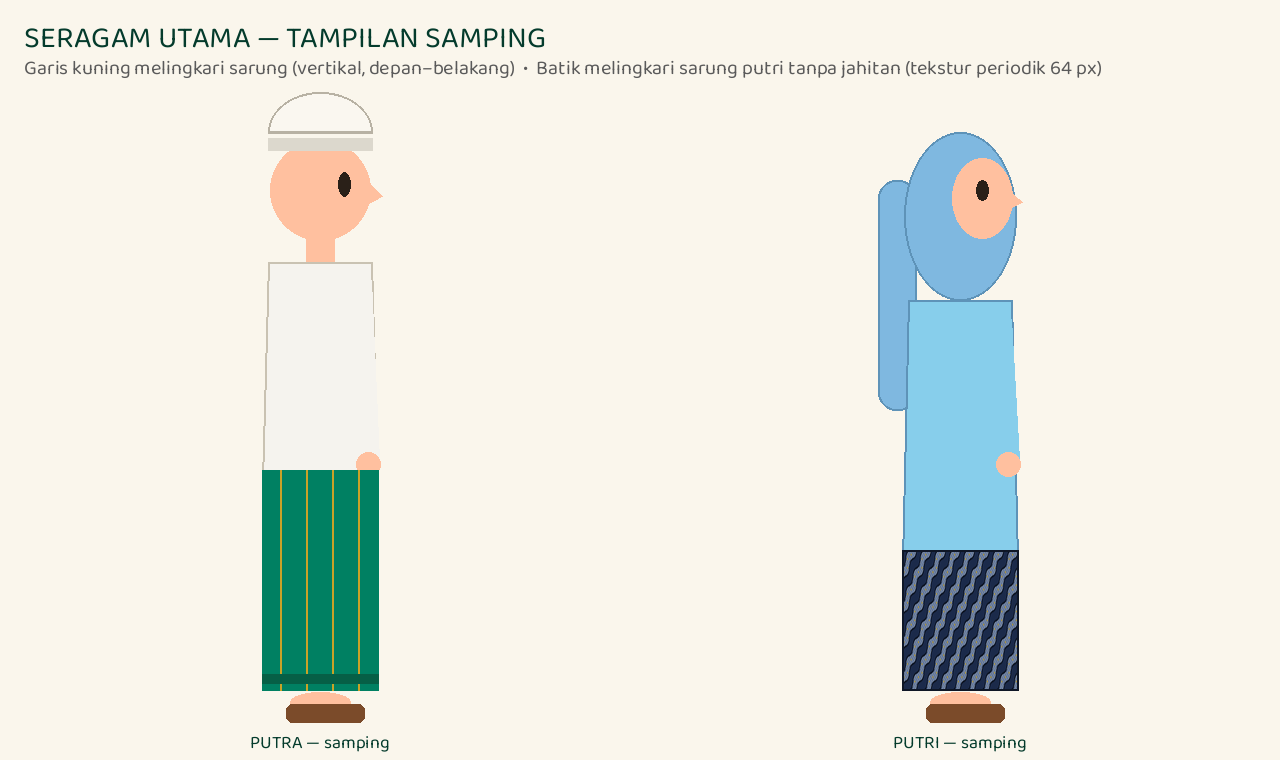 SERAGAM UTAMA — TAMPILAN SAMPING
Garis kuning melingkari sarung (vertikal, depan–belakang) • Batik melingkari sarung putri tanpa jahitan (tekstur periodik 64 px)
PUTRA — samping
PUTRI — samping